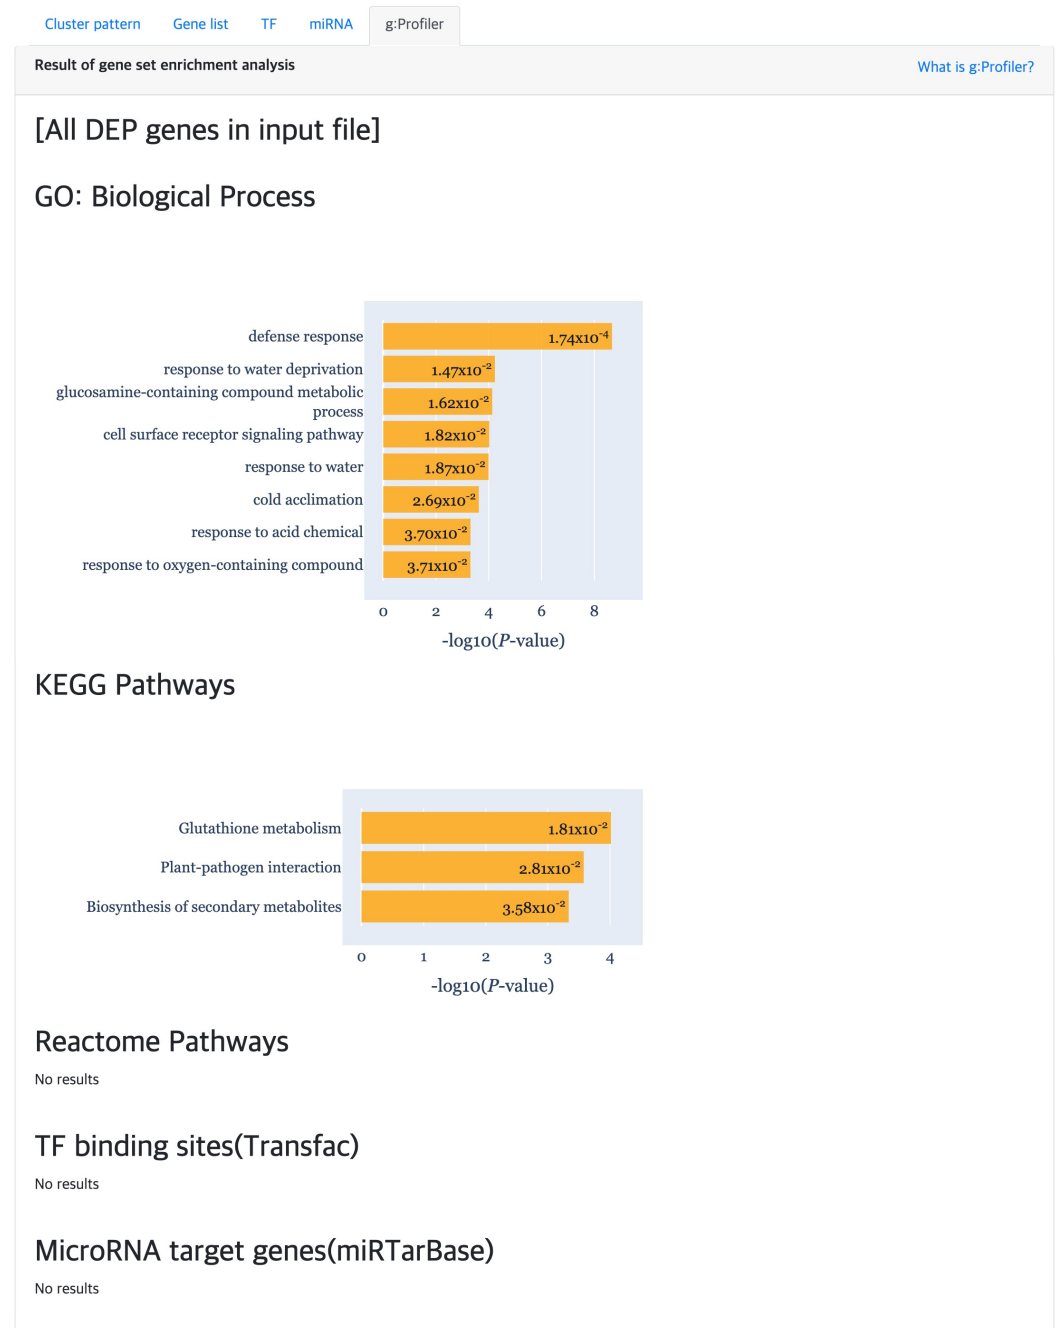 Cluster pattern Gene list TF miRNA g:Profiler
Result of gene set enrichment analysis What is g:Profiler?
[All DEP genes in input file]
GO: Biological Process
defense response 1.74x10⁻⁴
response to water deprivation 1.47x10⁻²
glucosamine-containing compound metabolic
process 1.62x10⁻²
cell surface receptor signaling pathway 1.82x10⁻²
response to water 1.87x10⁻²
cold acclimation 2.69x10⁻²
response to acid chemical 3.70x10⁻²
response to oxygen-containing compound 3.71x10⁻²
0 2 4 6 8
-log10(P-value)
KEGG Pathways
Glutathione metabolism 1.81x10⁻²
Plant-pathogen interaction 2.81x10⁻²
Biosynthesis of secondary metabolites 3.58x10⁻²
0 1 2 3 4
-log10(P-value)
Reactome Pathways
No results
TF binding sites(Transfac)
No results
MicroRNA target genes(miRTarBase)
No results